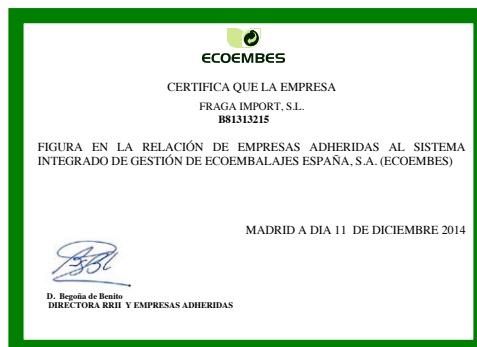 ECOEMBES
CERTIFICA QUE LA EMPRESA
FRAGA IMPORT, S.L.
B81313215
FIGURA EN LA RELACIÓN DE EMPRESAS ADHERIDAS AL SISTEMA
INTEGRADO DE GESTIÓN DE ECOEMBALAJES ESPAÑA, S.A. (ECOEMBES)
MADRID A DIA 11 DE DICIEMBRE 2014
D. Begoña de Benito
DIRECTORA RRII Y EMPRESAS ADHERIDAS